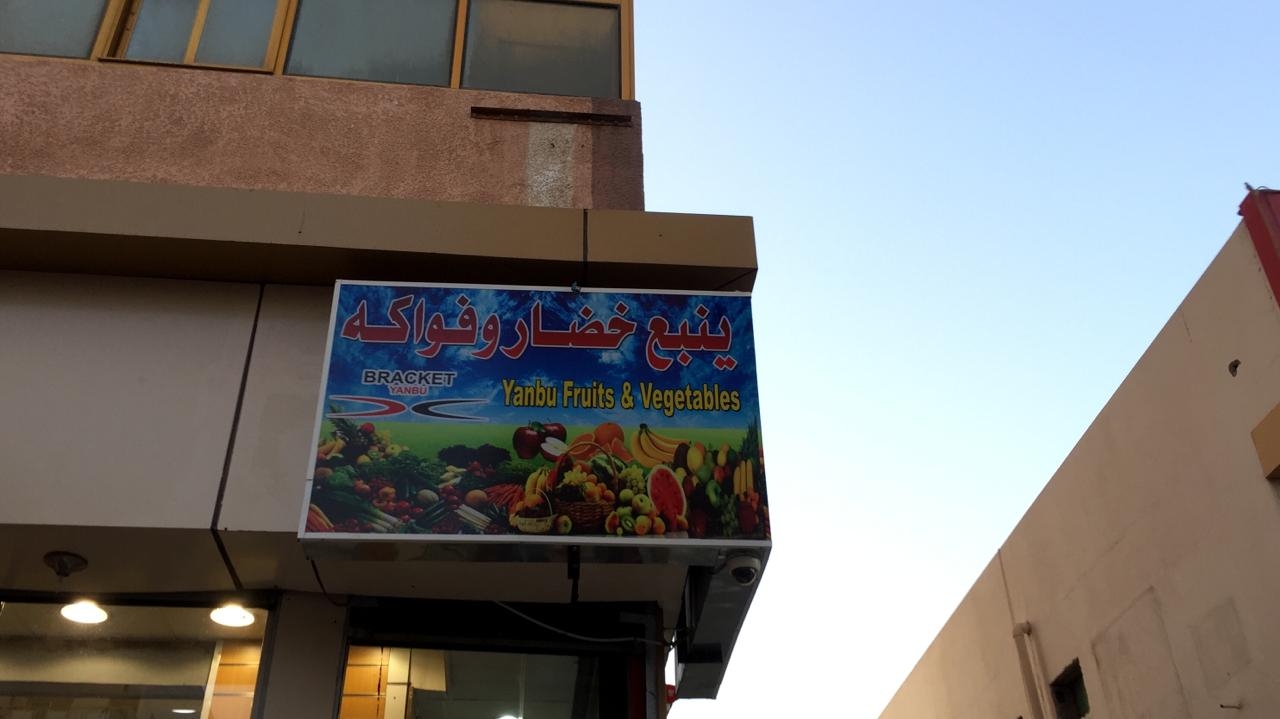 ينبع خضار وفواكه
BRACKET
YANBU
Yanbu Fruits & Vegetables